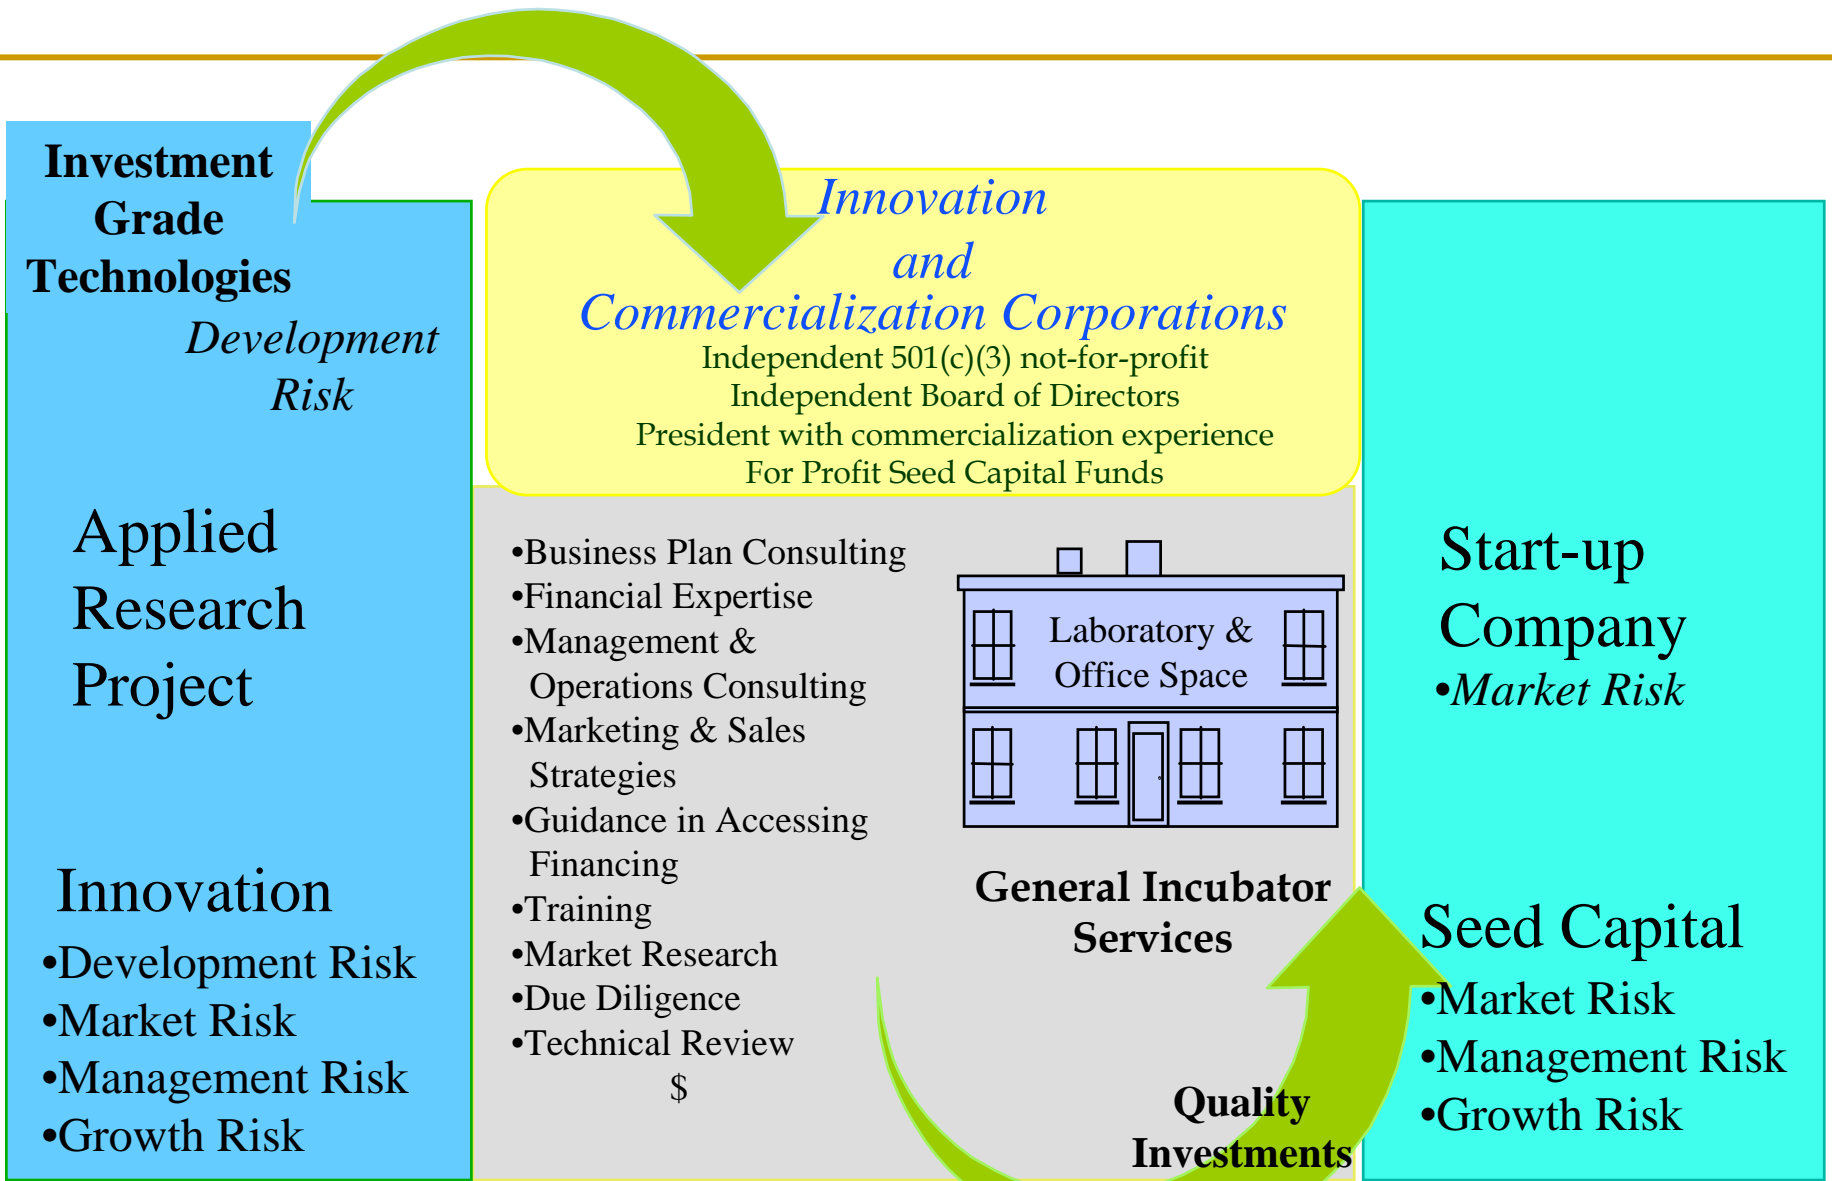 Investment
Grade
Technologies
Development
Risk
Applied
Research
Project
Innovation
•Development Risk
•Market Risk
•Management Risk
•Growth Risk
Innovation
and
Commercialization Corporations
Independent 501(c)(3) not-for-profit
Independent Board of Directors
President with commercialization experience
For Profit Seed Capital Funds
•Business Plan Consulting
•Financial Expertise
•Management &
Operations Consulting
•Marketing & Sales
Strategies
•Guidance in Accessing
Financing
•Training
•Market Research
•Due Diligence
•Technical Review
$
Laboratory &
Office Space
General Incubator
Services
Quality
Investments
Start-up
Company
•Market Risk
Seed Capital
•Market Risk
•Management Risk
•Growth Risk